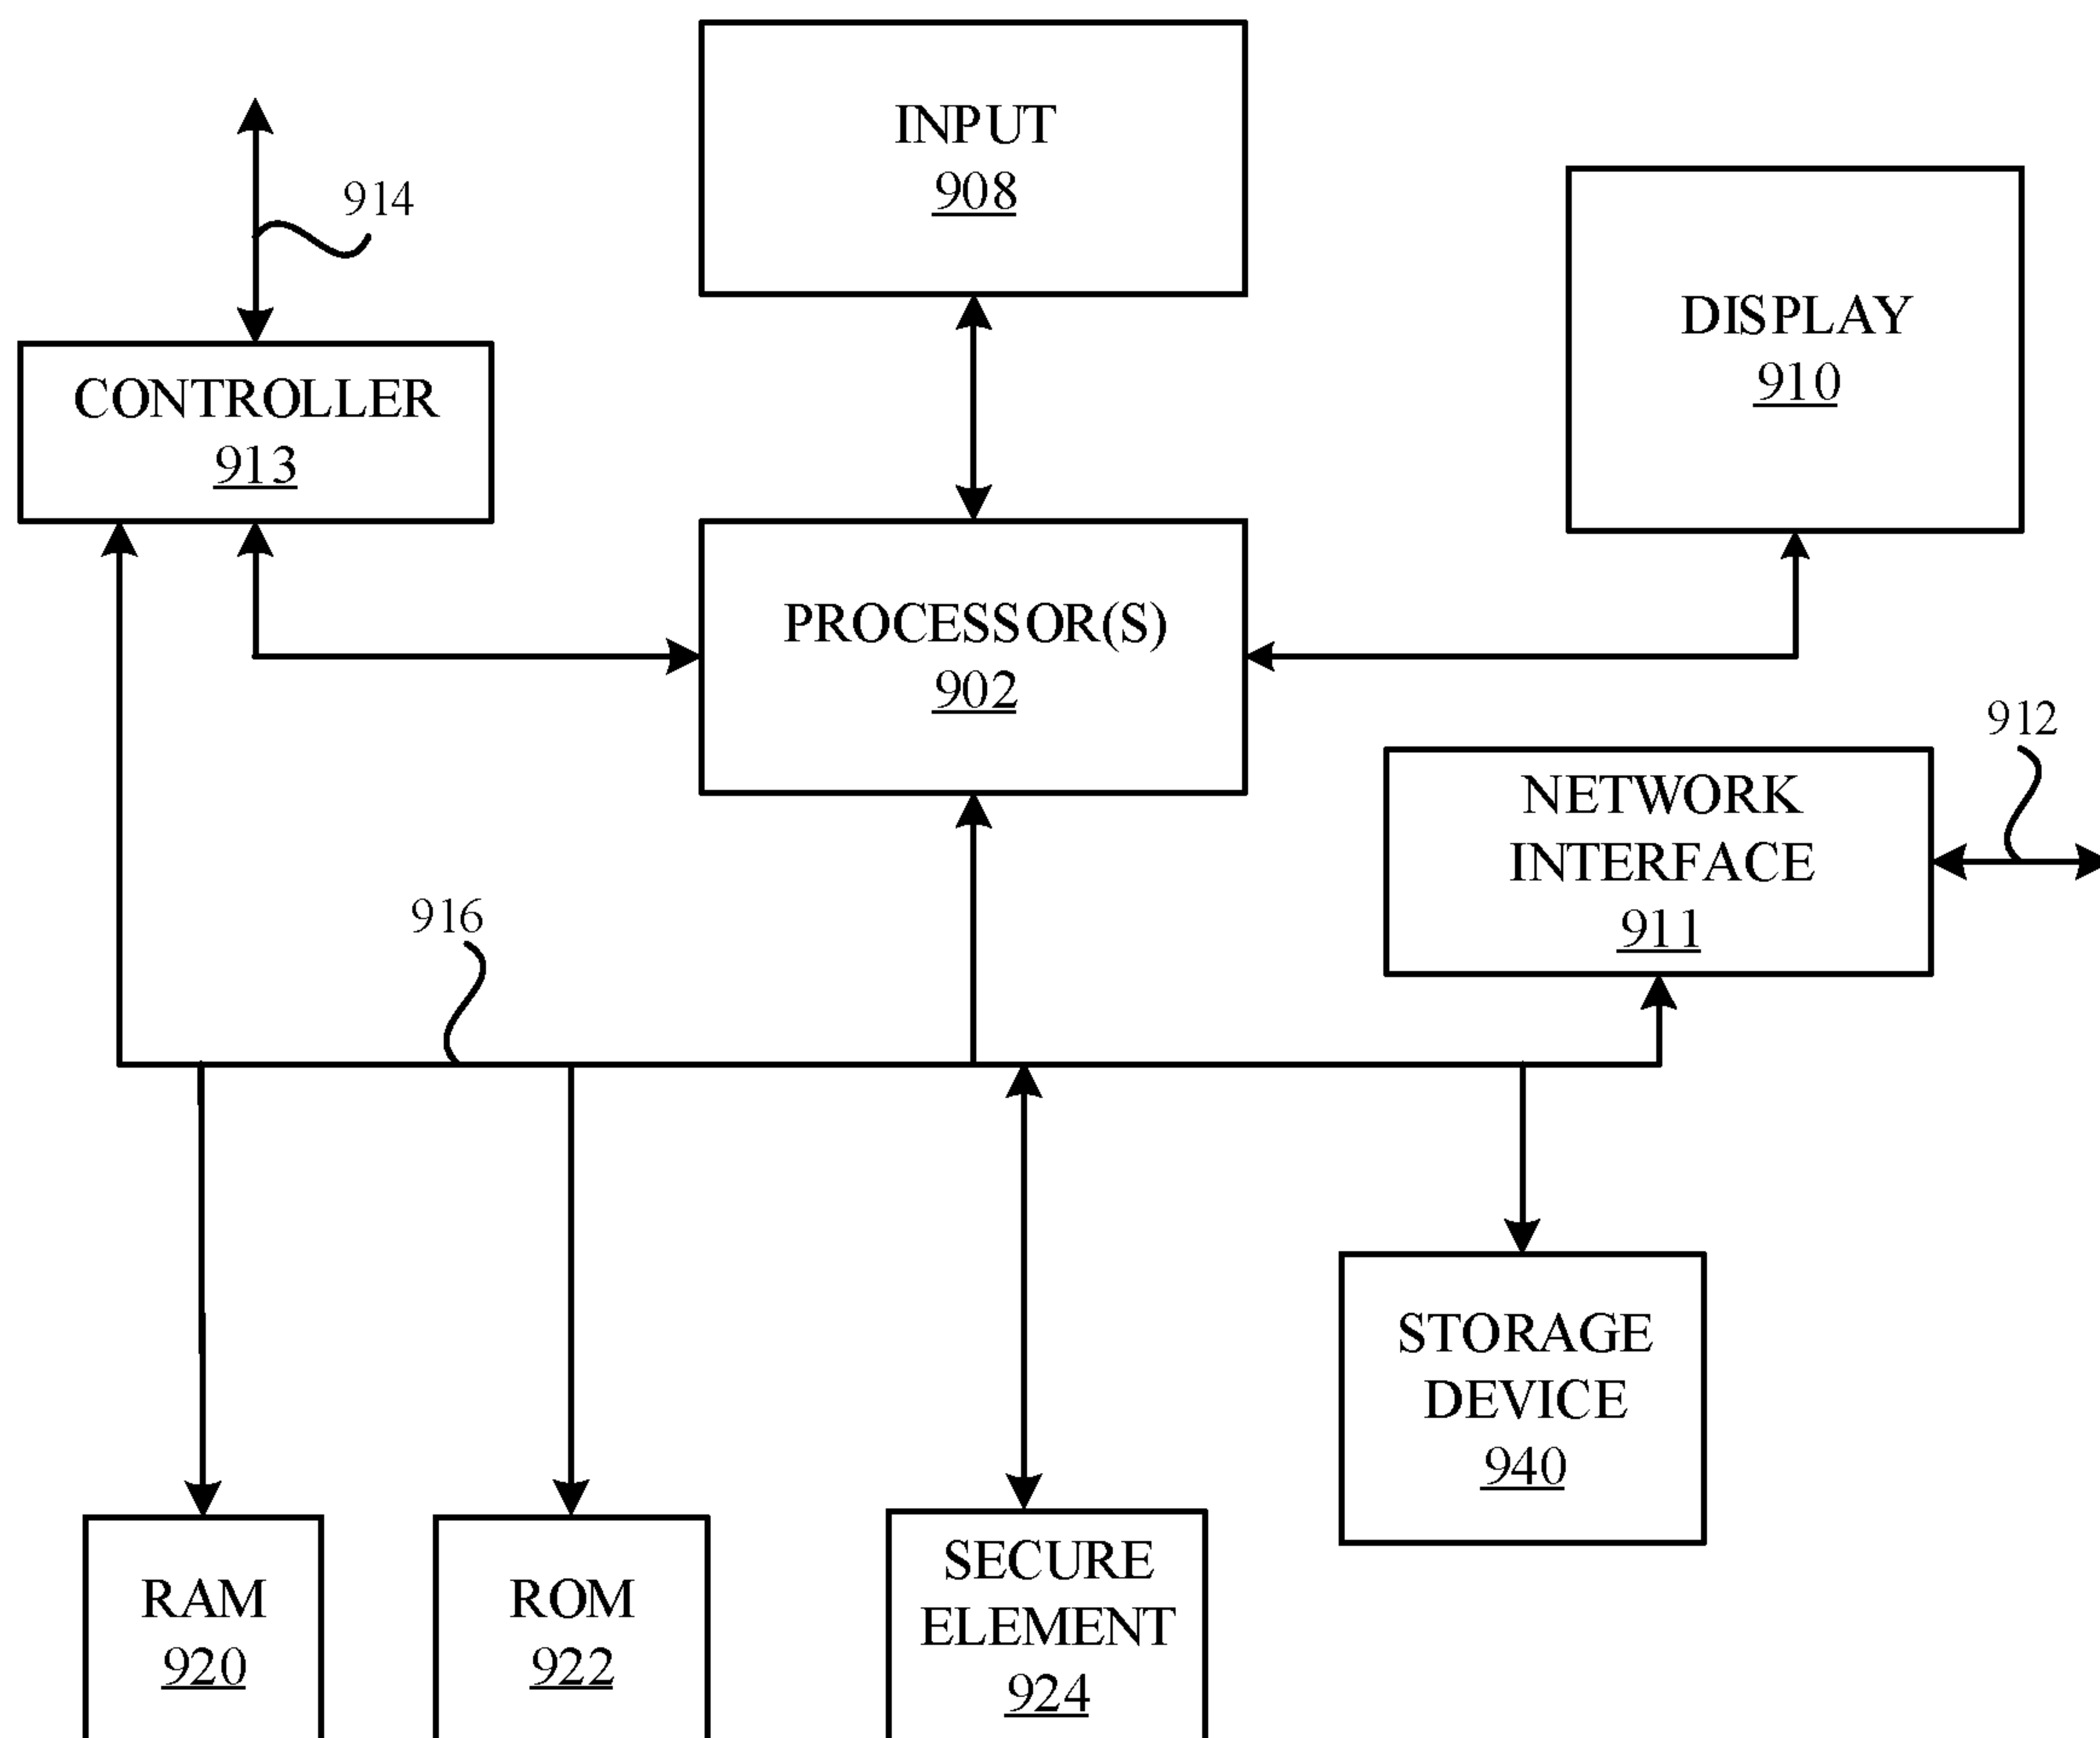 INPUT
908
914
DISPLAY
910
CONTROLLER
913
PROCESSOR(S)
902
912
NETWORK
INTERFACE
911
916
STORAGE
DEVICE
940
RAM
920
ROM
922
SECURE
ELEMENT
924